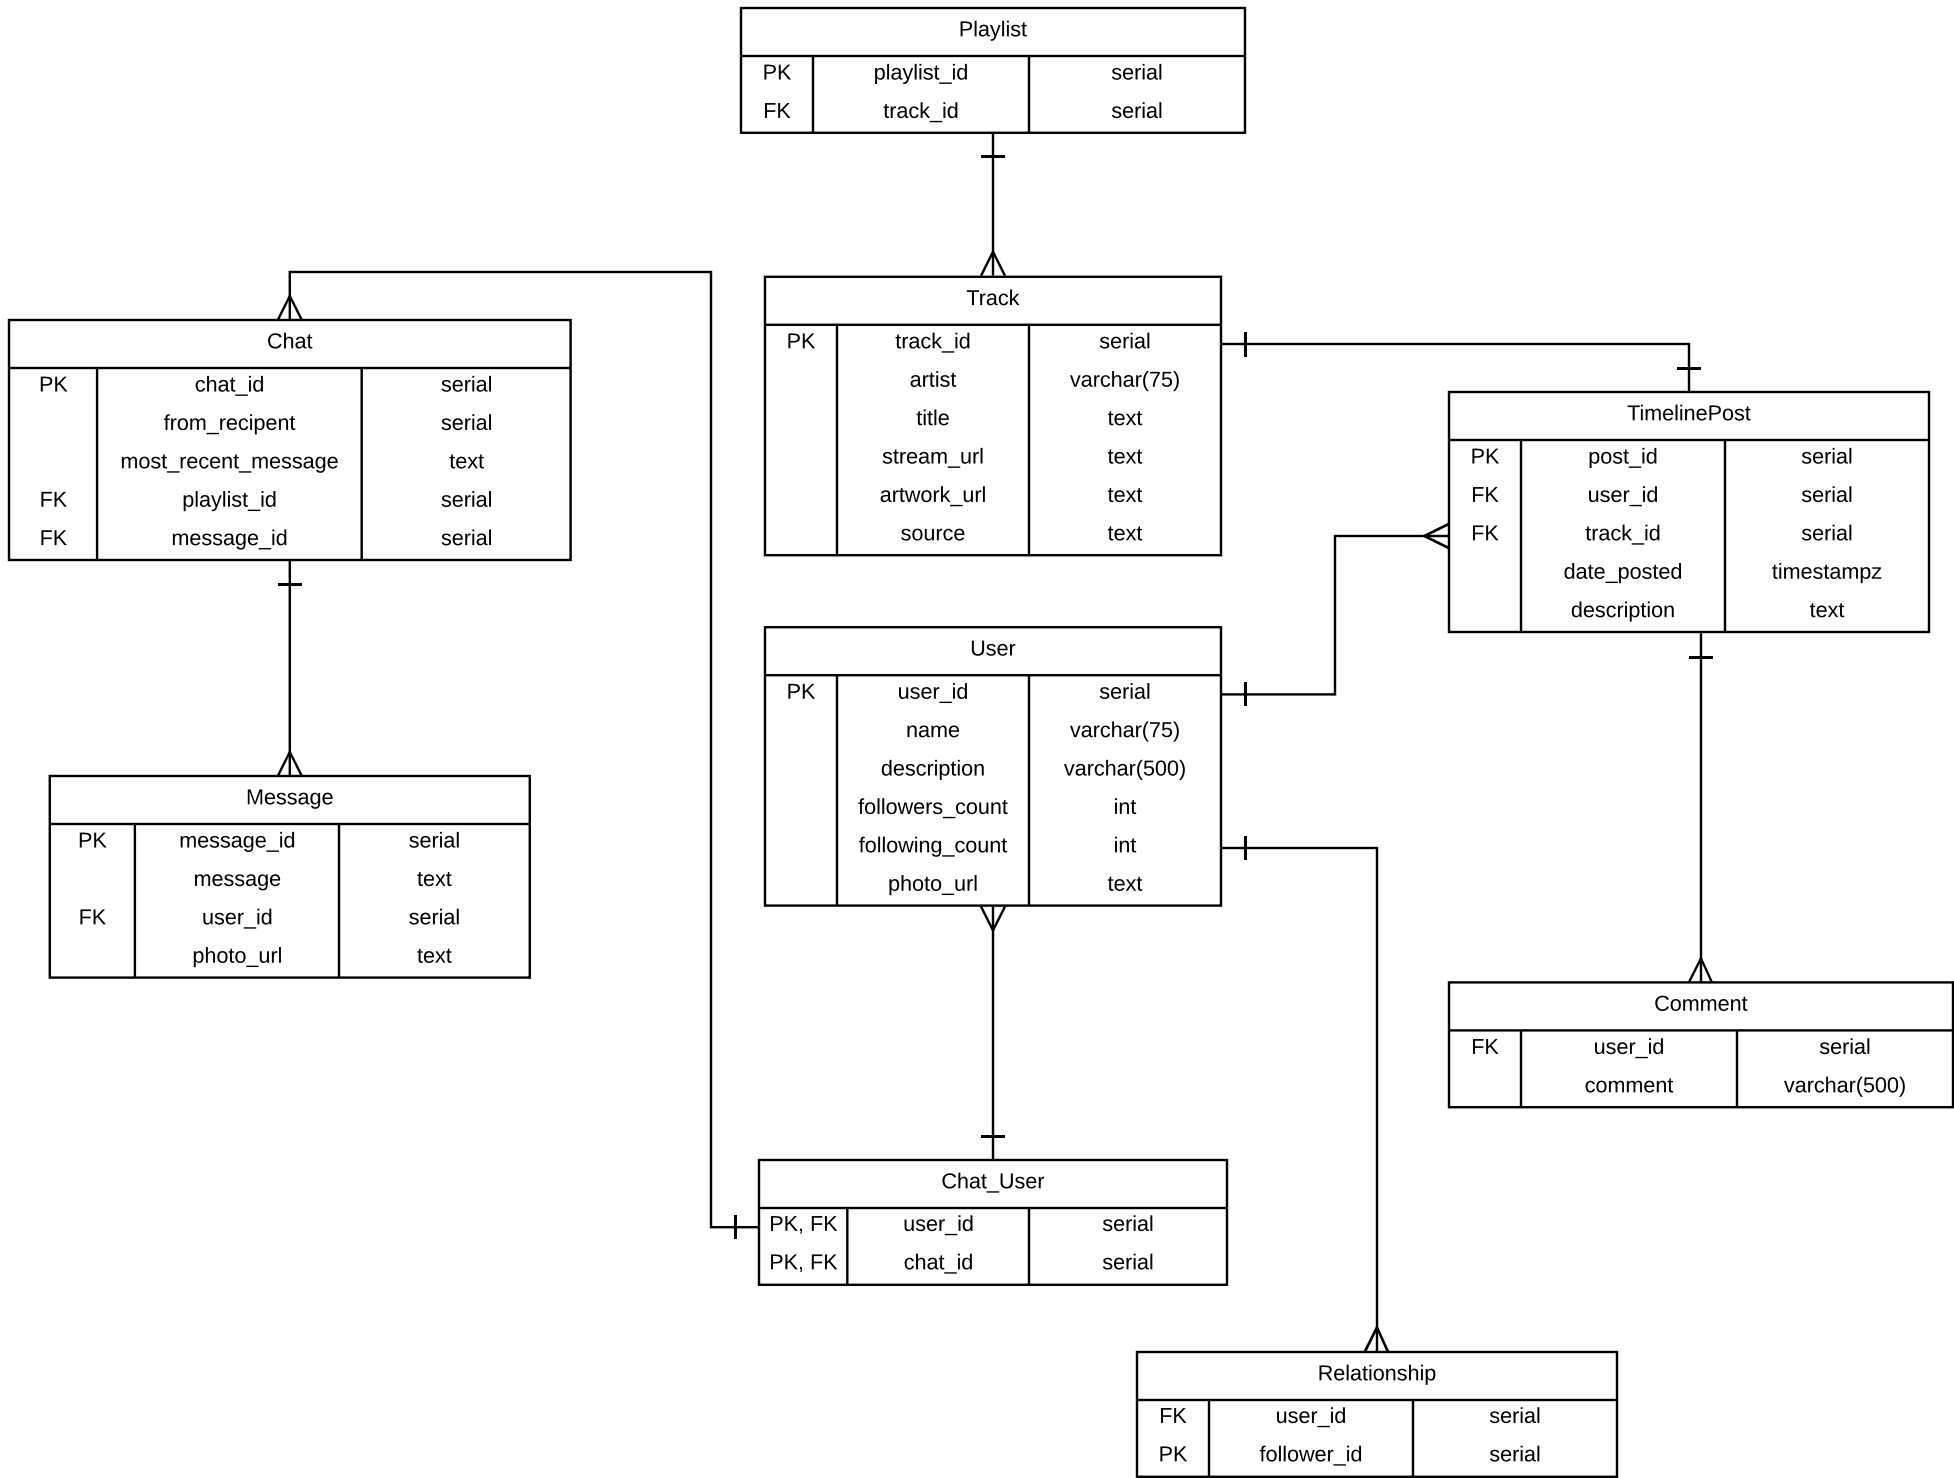 Playlist
PK playlist_id serial
FK track_id serial
Track
PK track_id serial
artist varchar(75)
title text
stream_url text
artwork_url text
source text
Chat
PK chat_id serial
from_recipent serial
most_recent_message text
FK playlist_id serial
FK message_id serial
TimelinePost
PK post_id serial
FK user_id serial
FK track_id serial
date_posted timestampz
description text
User
PK user_id serial
name varchar(75)
description varchar(500)
followers_count int
following_count int
photo_url text
Message
PK message_id serial
message text
FK user_id serial
photo_url text
Comment
FK user_id serial
comment varchar(500)
Chat_User
PK, FK user_id serial
PK, FK chat_id serial
Relationship
FK user_id serial
PK follower_id serial